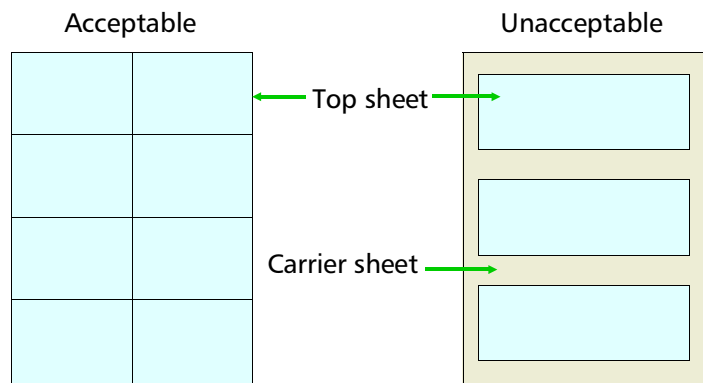 Acceptable
Unacceptable
Top sheet
Carrier sheet